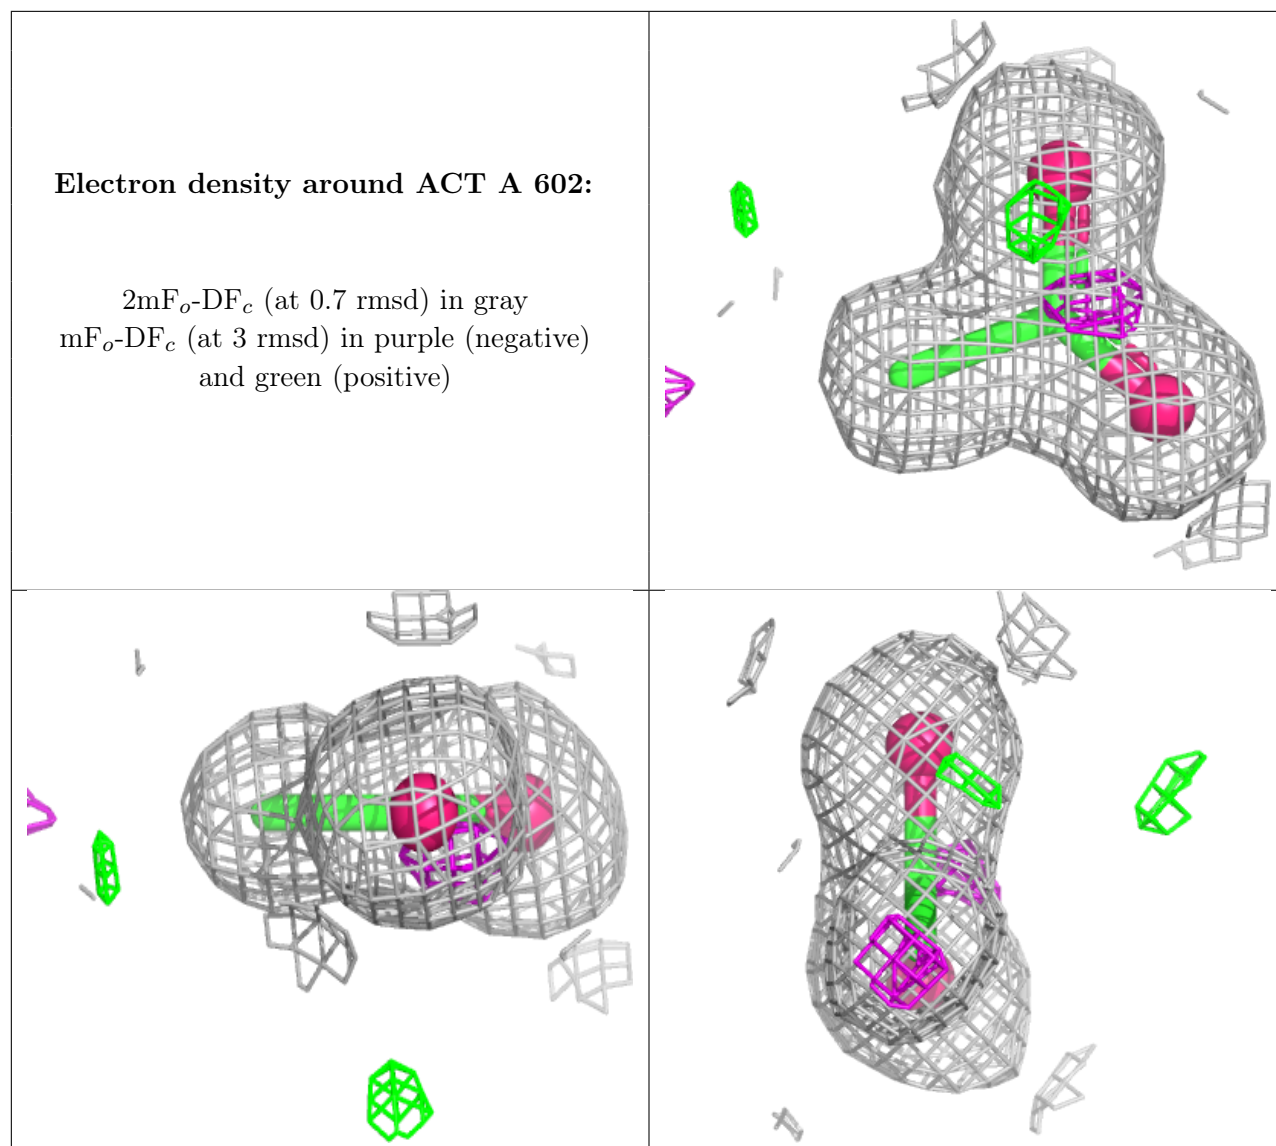 Electron density around ACT A 602:
2mFo-DFc (at 0.7 rmsd) in gray
mFo-DFc (at 3 rmsd) in purple (negative)
and green (positive)